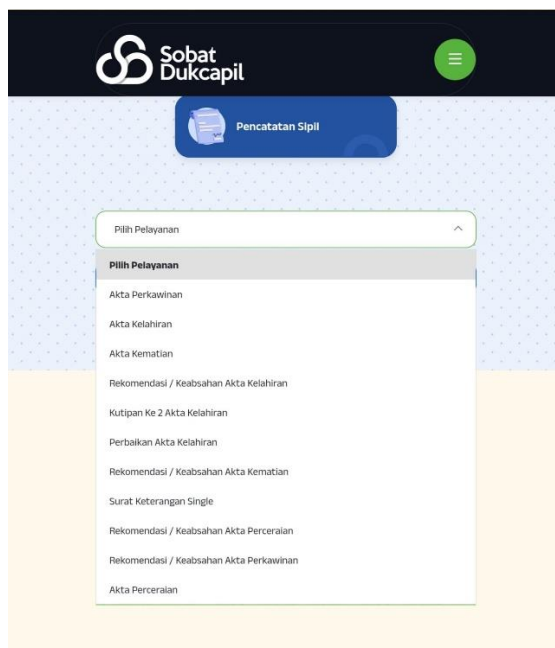 Sobat
Dukcapil
Pencatatan Sipil
Pilih Pelayanan
Pilih Pelayanan
Akta Perkawinan
Akta Kelahiran
Akta Kematian
Rekomendasi / Keabsahan Akta Kelahiran
Kutipan Ke 2 Akta Kelahiran
Perbaikan Akta Kelahiran
Rekomendasi / Keabsahan Akta Kematian
Surat Keterangan Single
Rekomendasi / Keabsahan Akta Perceraian
Rekomendasi / Keabsahan Akta Perkawinan
Akta Perceraian